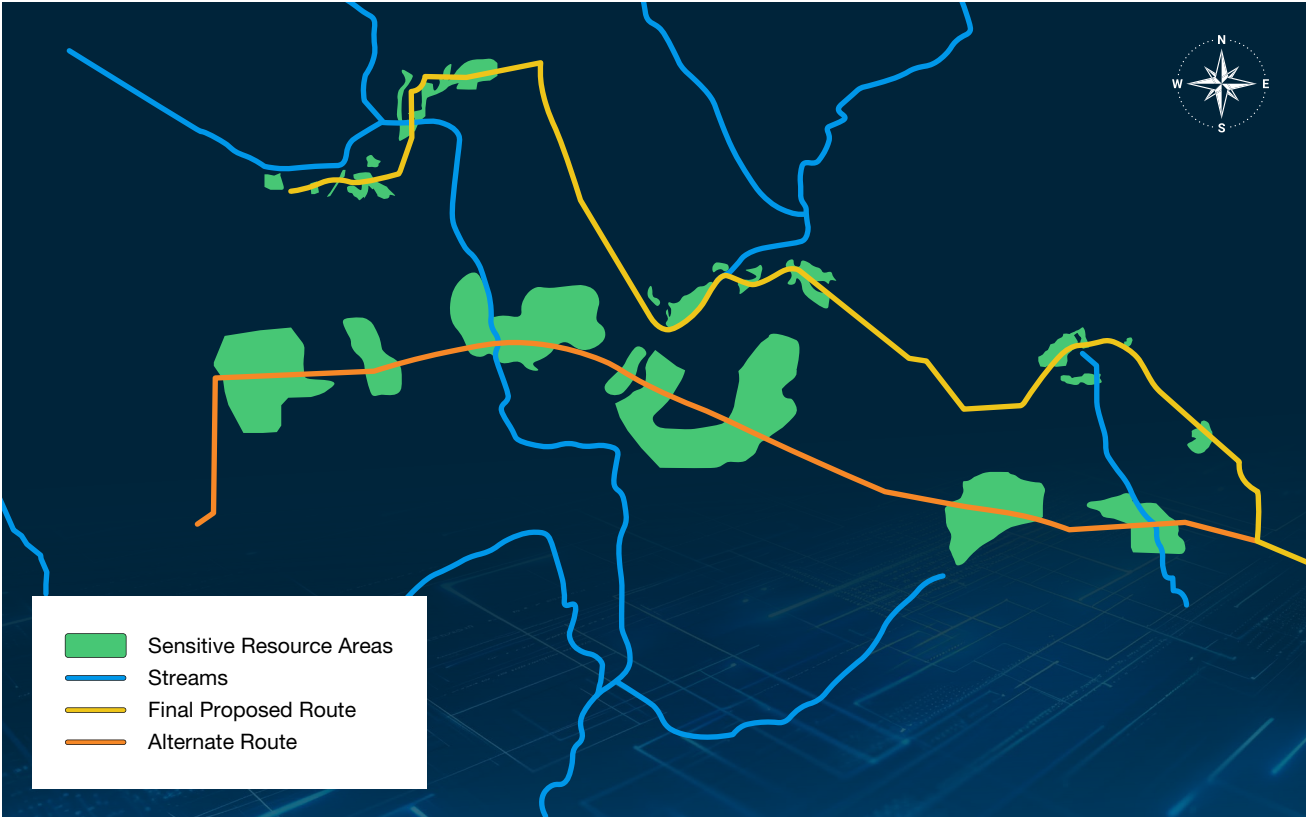 N
W E
S
Sensitive Resource Areas
Streams
Final Proposed Route
Alternate Route